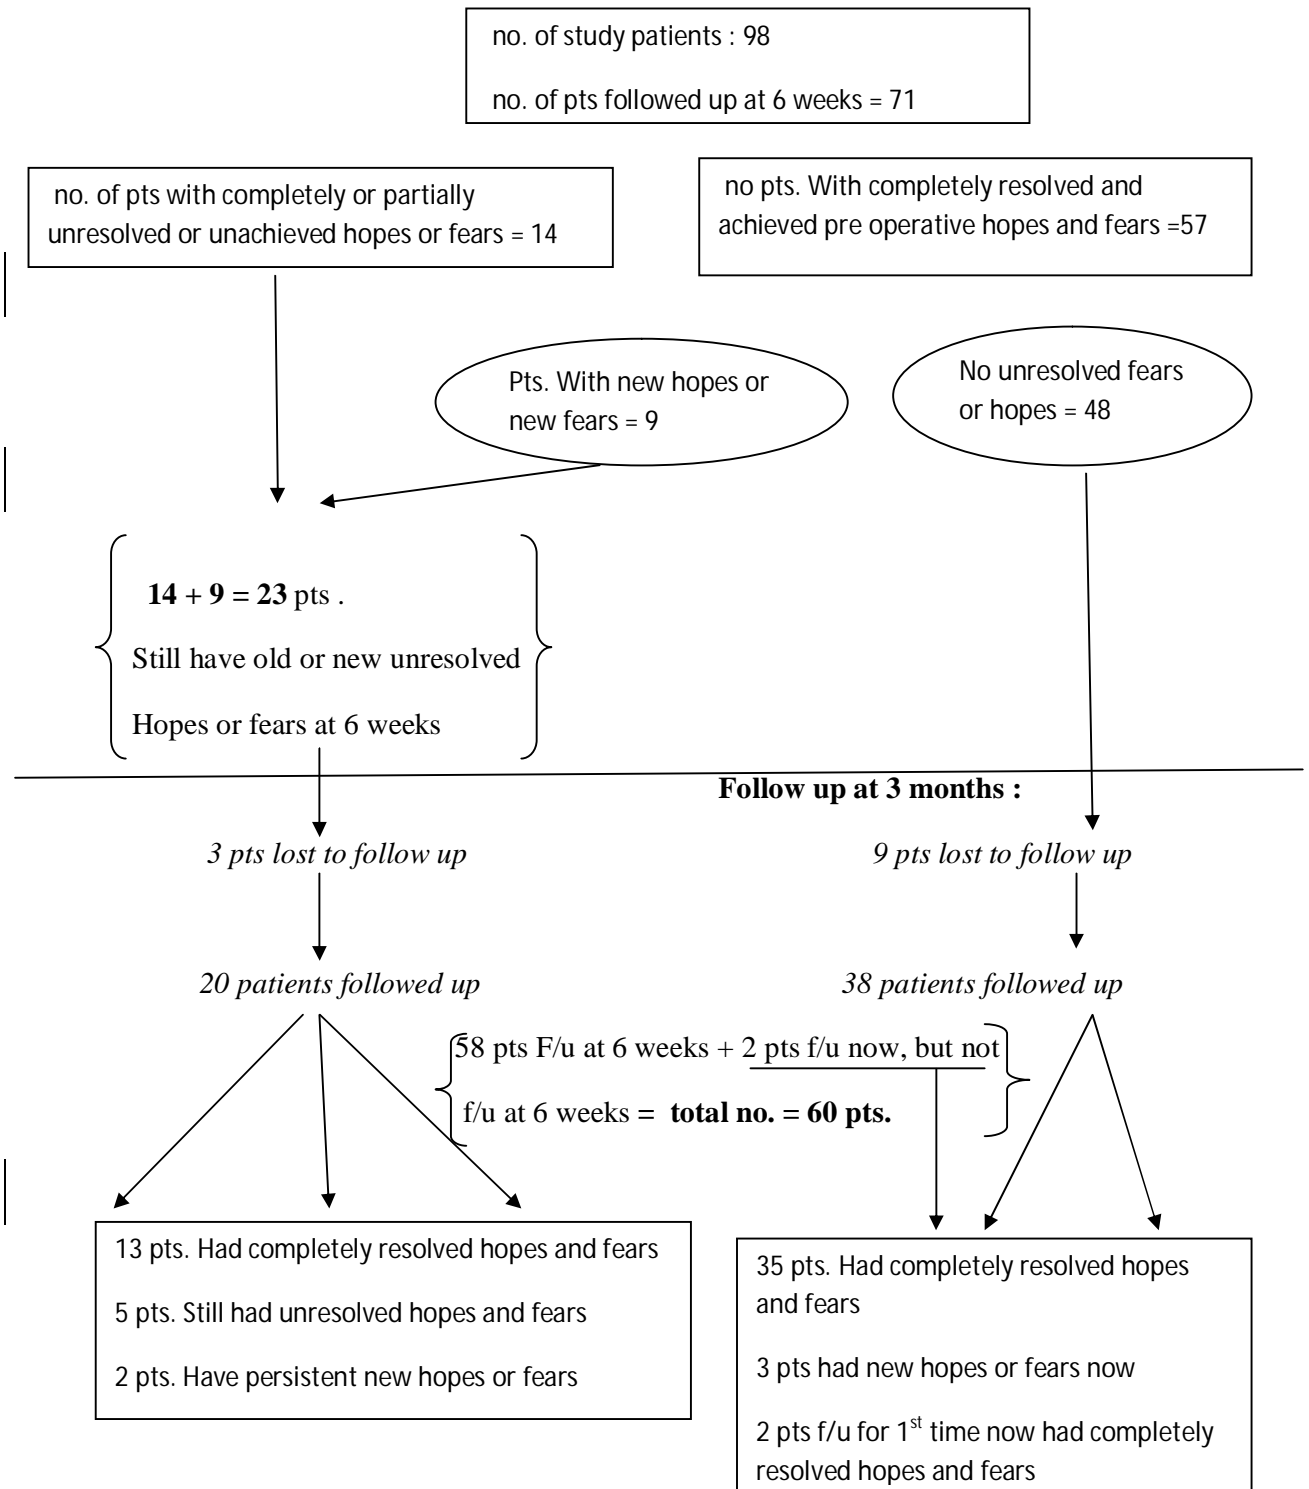 no. of study patients : 98
no. of pts followed up at 6 weeks = 71
no. of pts with completely or partially
unresolved or unachieved hopes or fears = 14
no pts. With completely resolved and
achieved pre operative hopes and fears =57
Pts. With new hopes or
new fears = 9
No unresolved fears
or hopes = 48
14 + 9 = 23 pts .
Still have old or new unresolved
Hopes or fears at 6 weeks
Follow up at 3 months :
3 pts lost to follow up
9 pts lost to follow up
20 patients followed up
38 patients followed up
58 pts F/u at 6 weeks + 2 pts f/u now, but not
f/u at 6 weeks = total no. = 60 pts.
13 pts. Had completely resolved hopes and fears
5 pts. Still had unresolved hopes and fears
2 pts. Have persistent new hopes or fears
35 pts. Had completely resolved hopes
and fears
3 pts had new hopes or fears now
2 pts f/u for 1st time now had completely
resolved hopes and fears